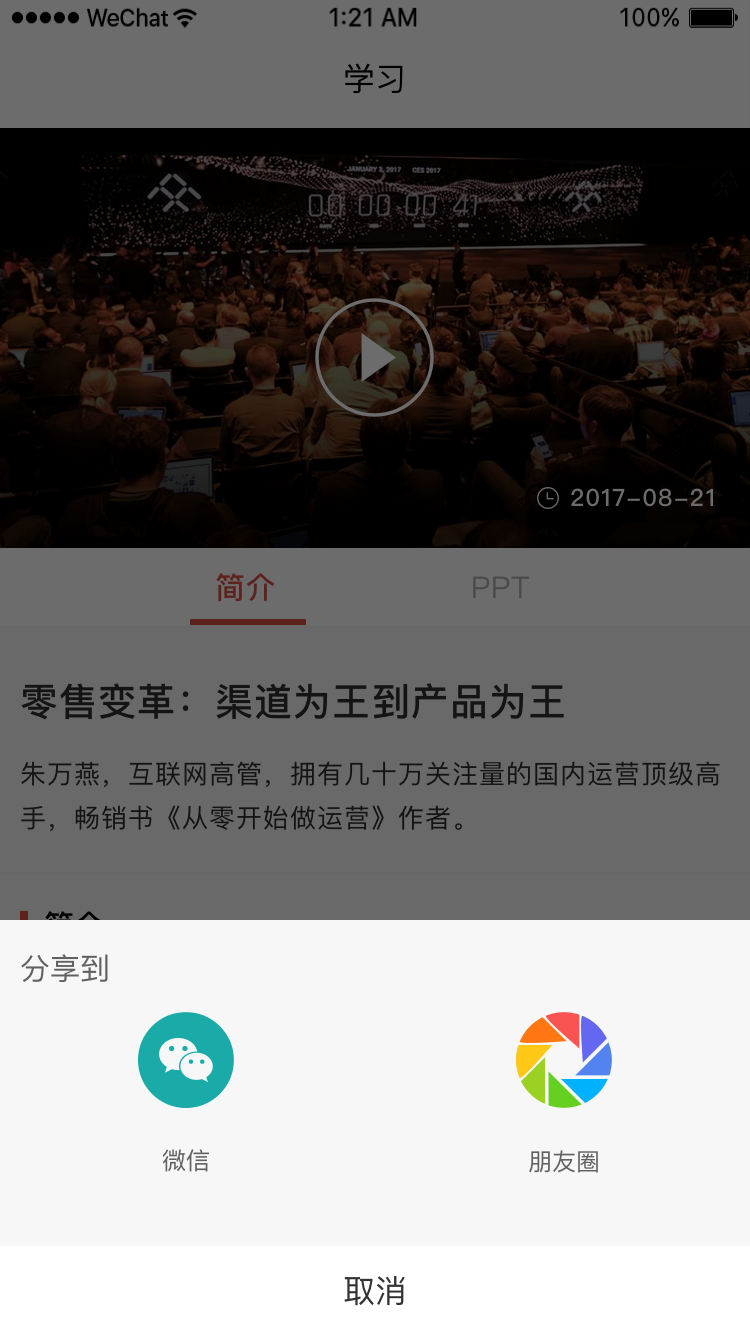 WeChat 1:21 AM 100%
学习
JANUARY 3, 2017 CES 2017
00 00 00 41
2017-08-21
简介 PPT
零售变革：渠道为王到产品为王
朱万燕，互联网高管，拥有几十万关注量的国内运营顶级高
手，畅销书《从零开始做运营》作者。
简介
分享到
微信 朋友圈
取消